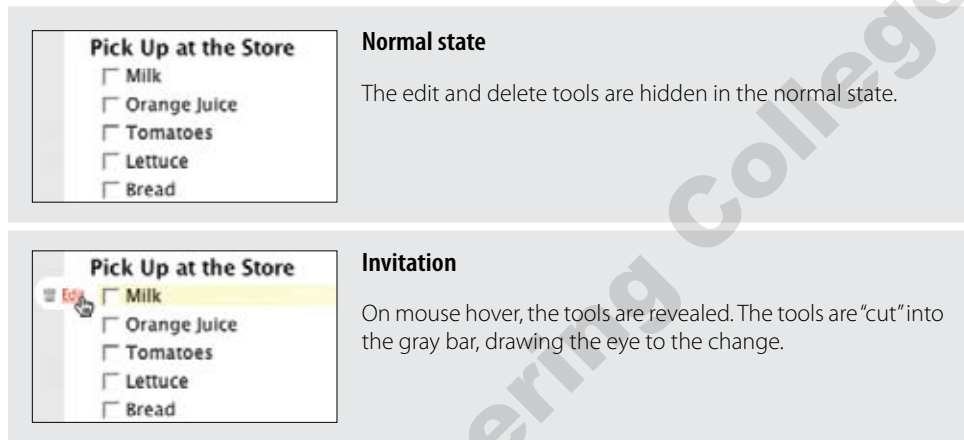 Pick Up at the Store
Milk
Orange Juice
Tomatoes
Lettuce
Bread
Normal state
The edit and delete tools are hidden in the normal state.
Pick Up at the Store
Edit
Milk
Orange Juice
Tomatoes
Lettuce
Bread
Invitation
On mouse hover, the tools are revealed. The tools are “cut” into
the gray bar, drawing the eye to the change.
ering College